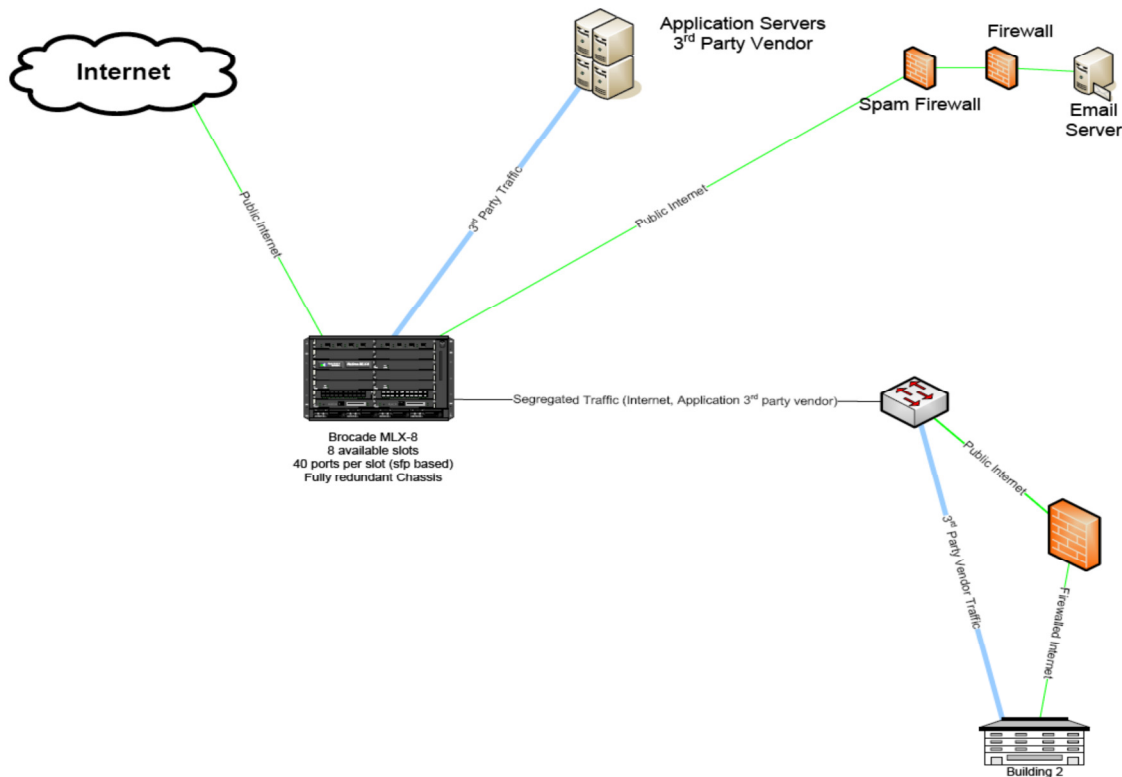 Internet
Application Servers
3rd Party Vendor
Firewall
Spam Firewall
Email
Server
Public internet
3rd Party Traffic
Public Internet
Segregated Traffic (Internet, Application 3rd party vendor)
Brocade MLX-8
8 available slots
40 ports per slot (sfp based)
Fully redundant Chassis
Public Internet
3rd Party Vendor Traffic
Firewalled Internet
Building 2